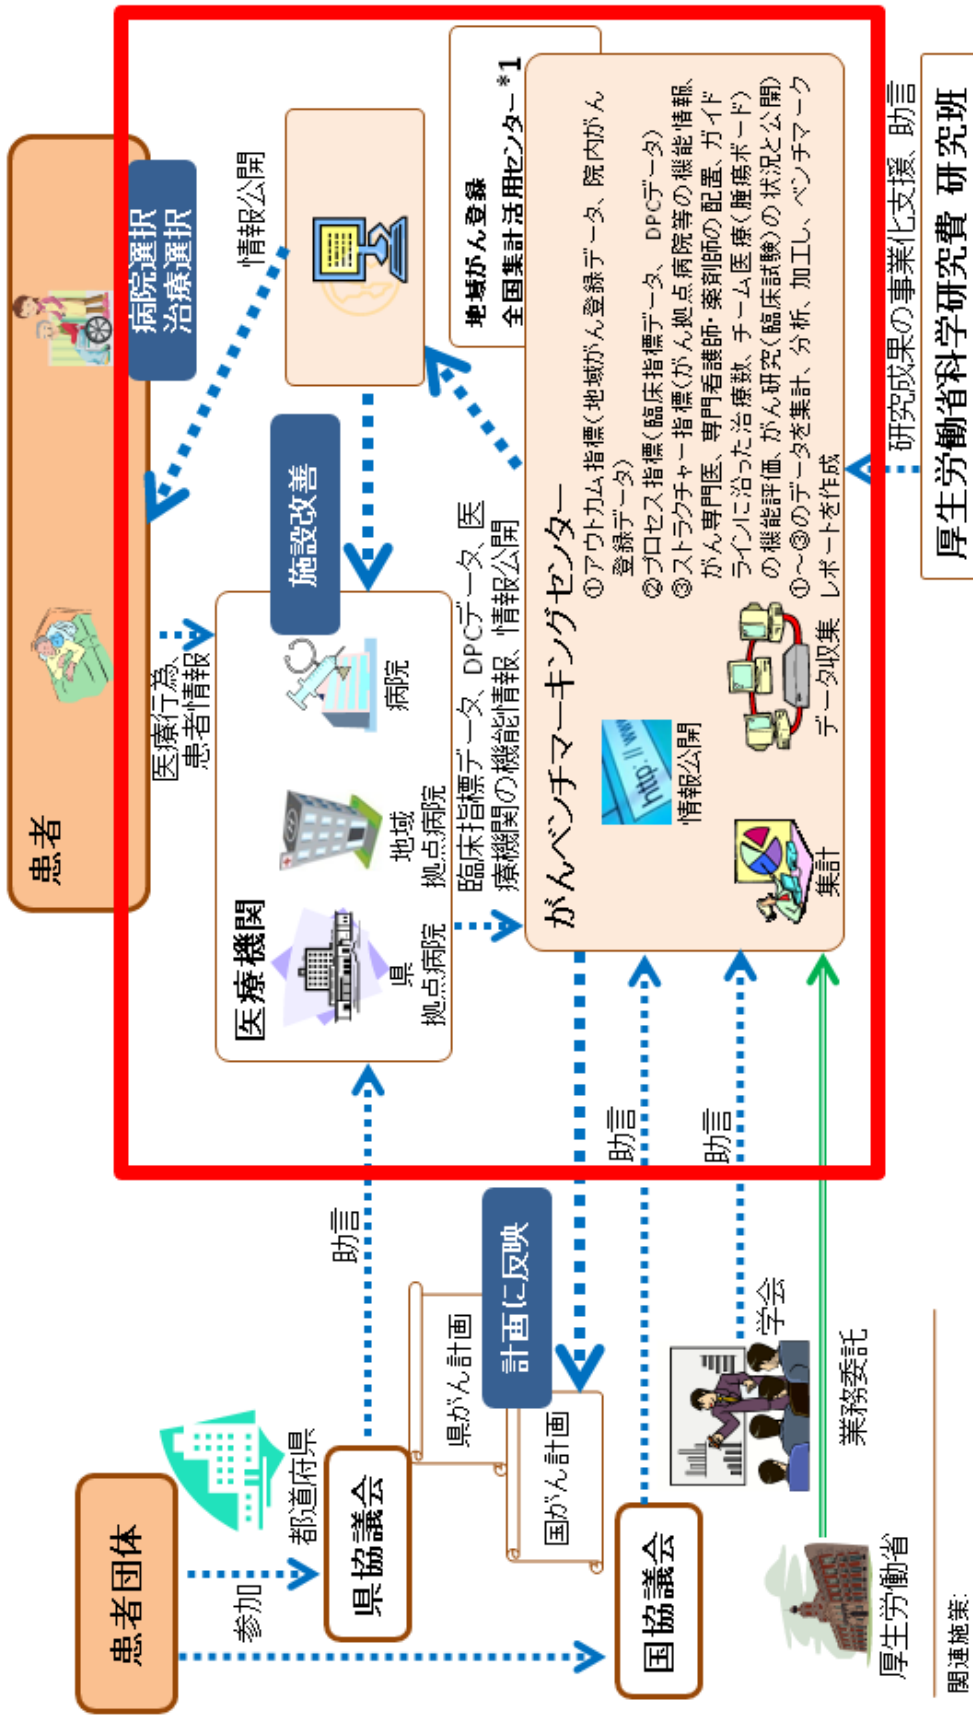 患者
病院選択
治療選択
情報公開
医療行為、
患者情報
施設改善
医療機関
県
拠点病院
地域
拠点病院
病院
臨床指標データ、DPCデータ、医
療機関の機能情報、情報公開
地域がん登録
全国集計活用センター*1
がんベンチマーキングセンター
①アウトカム指標(地域がん登録データ、院内がん
登録データ)
②プロセス指標(臨床指標データ、DPCデータ)
③ストラクチャー指標(がん拠点病院等の機能情報、
がん専門医、専門看護師・薬剤師の配置、ガイド
ラインに沿った治療数、チーム医療(腫瘍ボード)
の機能評価、がん研究(臨床試験)の状況と公開)
①~③のデータを集計、分析、加工し、ベンチマーク
レポートを作成
http://www
情報公開
集計
データ収集
患者団体
参加
都道府県
県協議会
助言
県がん計画
国がん計画
計画に反映
国協議会
助言
助言
学会
厚生労働省
業務委託
研究成果の事業化支援、助言
厚生労働省科学研究費 研究班
関連施策: